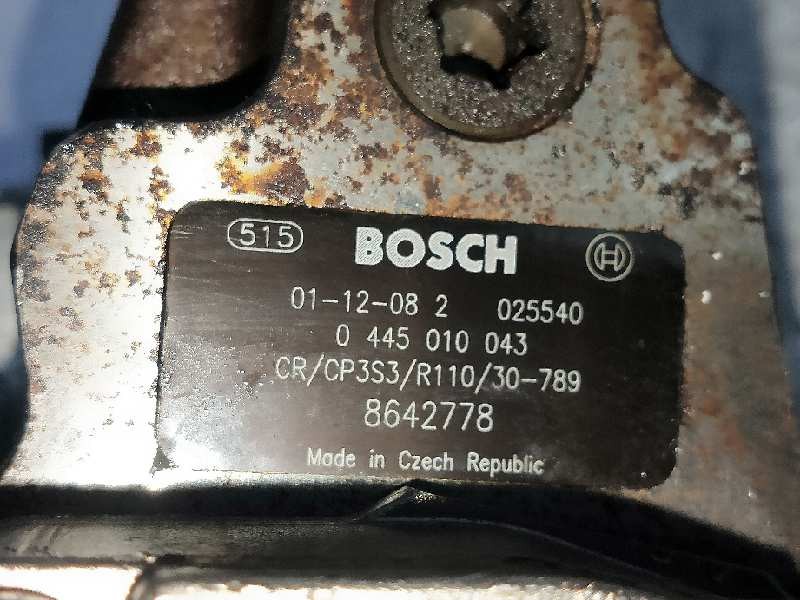 515 BOSCH
01-12-08 2 025540
0 445 010 043
CR/CP3S3/R110/30-789
8642778
Made in Czech Republic